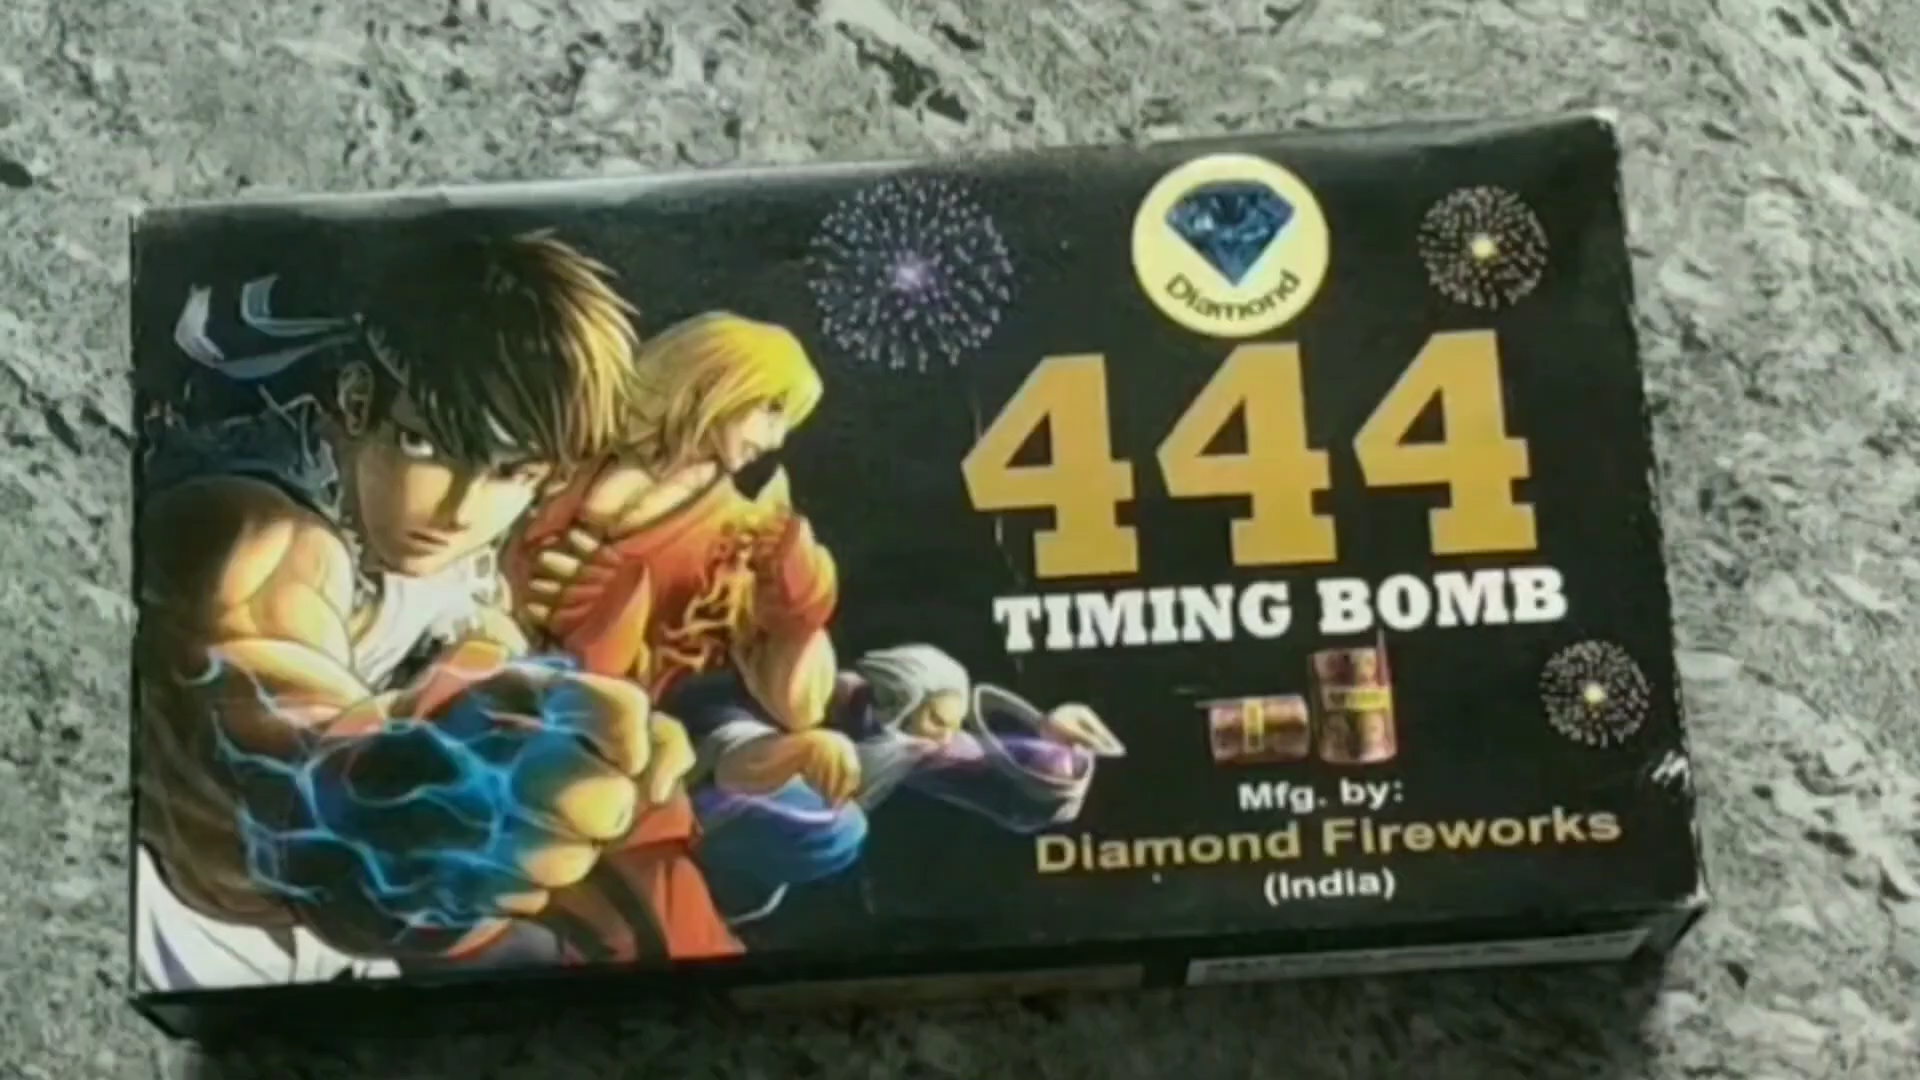 Diamond
444
TIMING BOMB
Mfg. by:
Diamond Fireworks
(India)